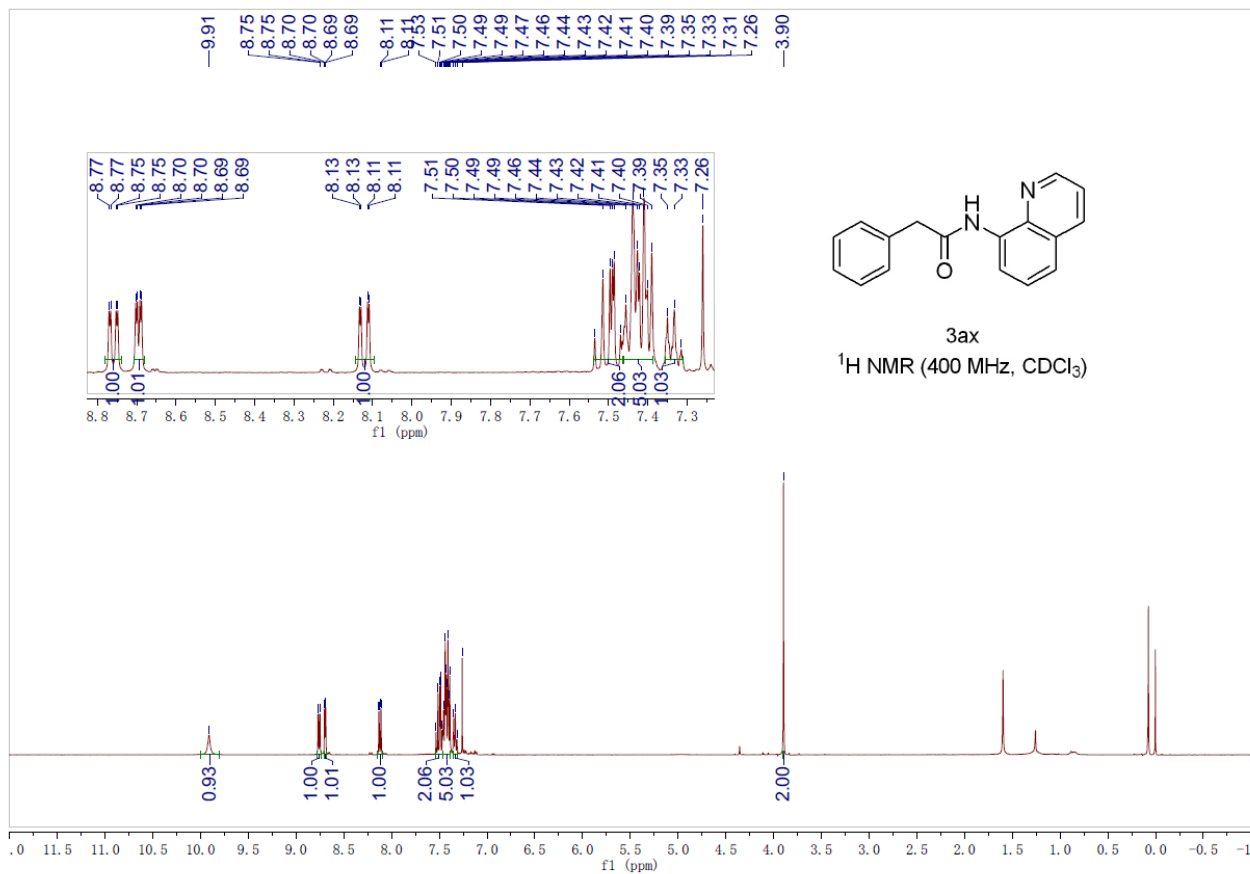 9.91 8.75 8.75 8.70 8.70 8.69 8.69 8.11 8.11 7.53 7.51 7.50 7.49 7.49 7.47 7.46 7.44 7.43 7.42 7.41 7.40 7.39 7.35 7.33 7.31 7.26 3.90
8.77 8.77 8.75 8.75 8.70 8.70 8.69 8.69 8.13 8.13 8.11 8.11 7.51 7.50 7.49 7.49 7.46 7.44 7.43 7.42 7.41 7.40 7.39 7.35 7.33 7.26
1.00 1.01 1.00 2.06 5.03 1.03
8.8 8.7 8.6 8.5 8.4 8.3 8.2 8.1 8.0 7.9 7.8 7.7 7.6 7.5 7.4 7.3
f1 (ppm)
H
N
N
O
3ax
¹H NMR (400 MHz, CDCl₃)
0.93 1.00 1.01 1.00 2.06 5.03 1.03 2.00
.0 11.5 11.0 10.5 10.0 9.5 9.0 8.5 8.0 7.5 7.0 6.5 6.0 5.5 5.0 4.5 4.0 3.5 3.0 2.5 2.0 1.5 1.0 0.5 0.0 -0.5 -1
f1 (ppm)